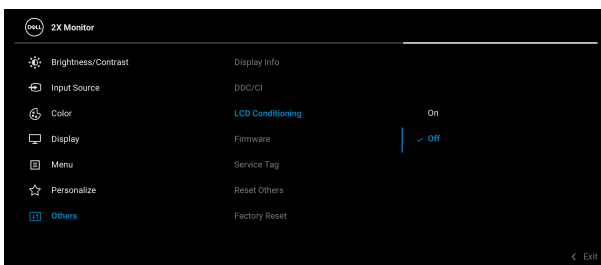 DELL 2X Monitor
Brightness/Contrast Display Info
Input Source DDC/CI
Color LCD Conditioning On
Display Firmware Off
Menu Service Tag
Personalize Reset Others
Others Factory Reset
Exit